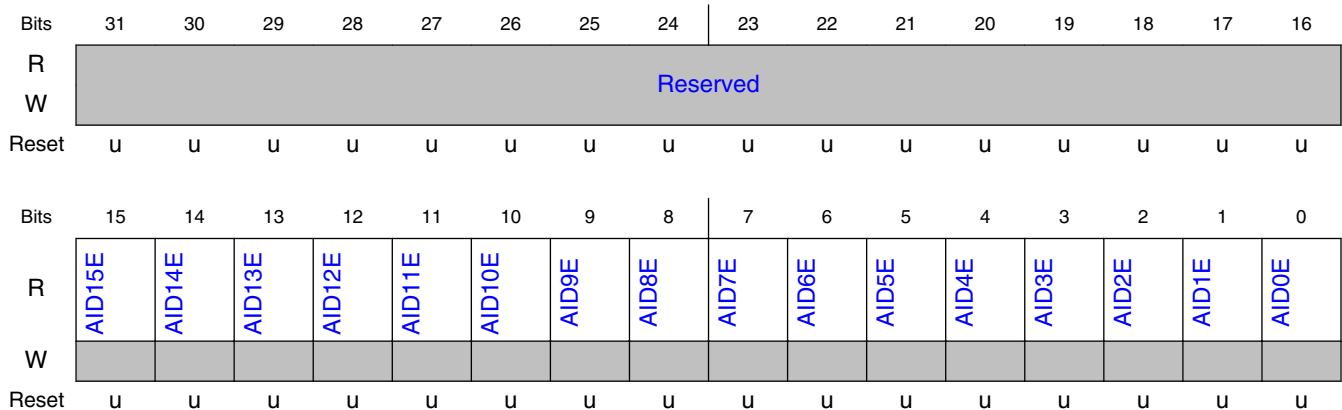 Bits 31 30 29 28 27 26 25 24 23 22 21 20 19 18 17 16
R
Reserved
W
Reset u u u u u u u u u u u u u u u u
Bits 15 14 13 12 11 10 9 8 7 6 5 4 3 2 1 0
R AID15E AID14E AID13E AID12E AID11E AID10E AID9E AID8E AID7E AID6E AID5E AID4E AID3E AID2E AID1E AID0E
W
Reset u u u u u u u u u u u u u u u u